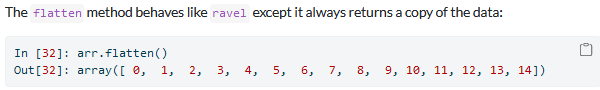 The flatten method behaves like ravel except it always returns a copy of the data:
In [32]: arr.flatten()
Out[32]: array([ 0,  1,  2,  3,  4,  5,  6,  7,  8,  9, 10, 11, 12, 13, 14])